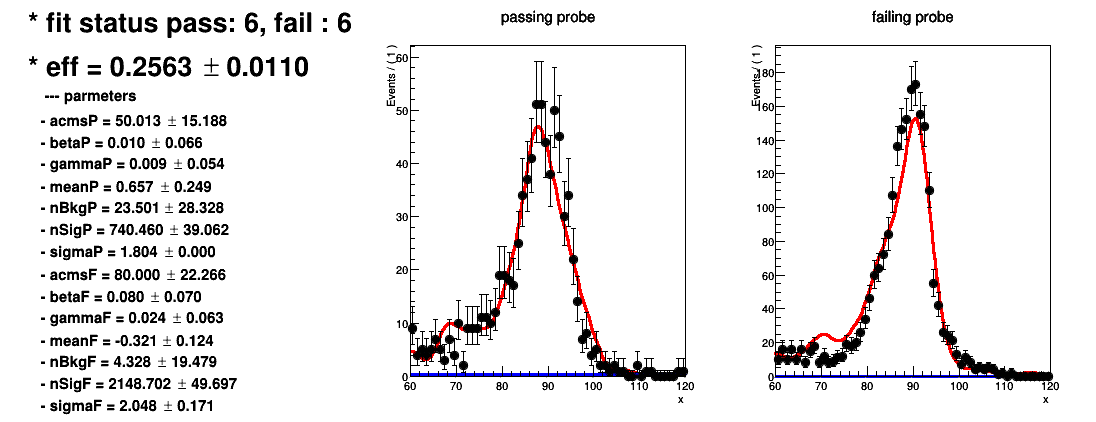 * fit status pass: 6, fail : 6
* eff = 0.2563 ± 0.0110
--- parmeters
- acmsP = 50.013 ± 15.188
- betaP = 0.010 ± 0.066
- gammaP = 0.009 ± 0.054
- meanP = 0.657 ± 0.249
- nBkgP = 23.501 ± 28.328
- nSigP = 740.460 ± 39.062
- sigmaP = 1.804 ± 0.000
- acmsF = 80.000 ± 22.266
- betaF = 0.080 ± 0.070
- gammaF = 0.024 ± 0.063
- meanF = -0.321 ± 0.124
- nBkgF = 4.328 ± 19.479
- nSigF = 2148.702 ± 49.697
- sigmaF = 2.048 ± 0.171
passing probe
Events / ( 1 )
60
50
40
30
20
10
0
60 70 80 90 100 110 120
x
failing probe
Events / ( 1 )
180
160
140
120
100
80
60
40
20
0
60 70 80 90 100 110 120
x